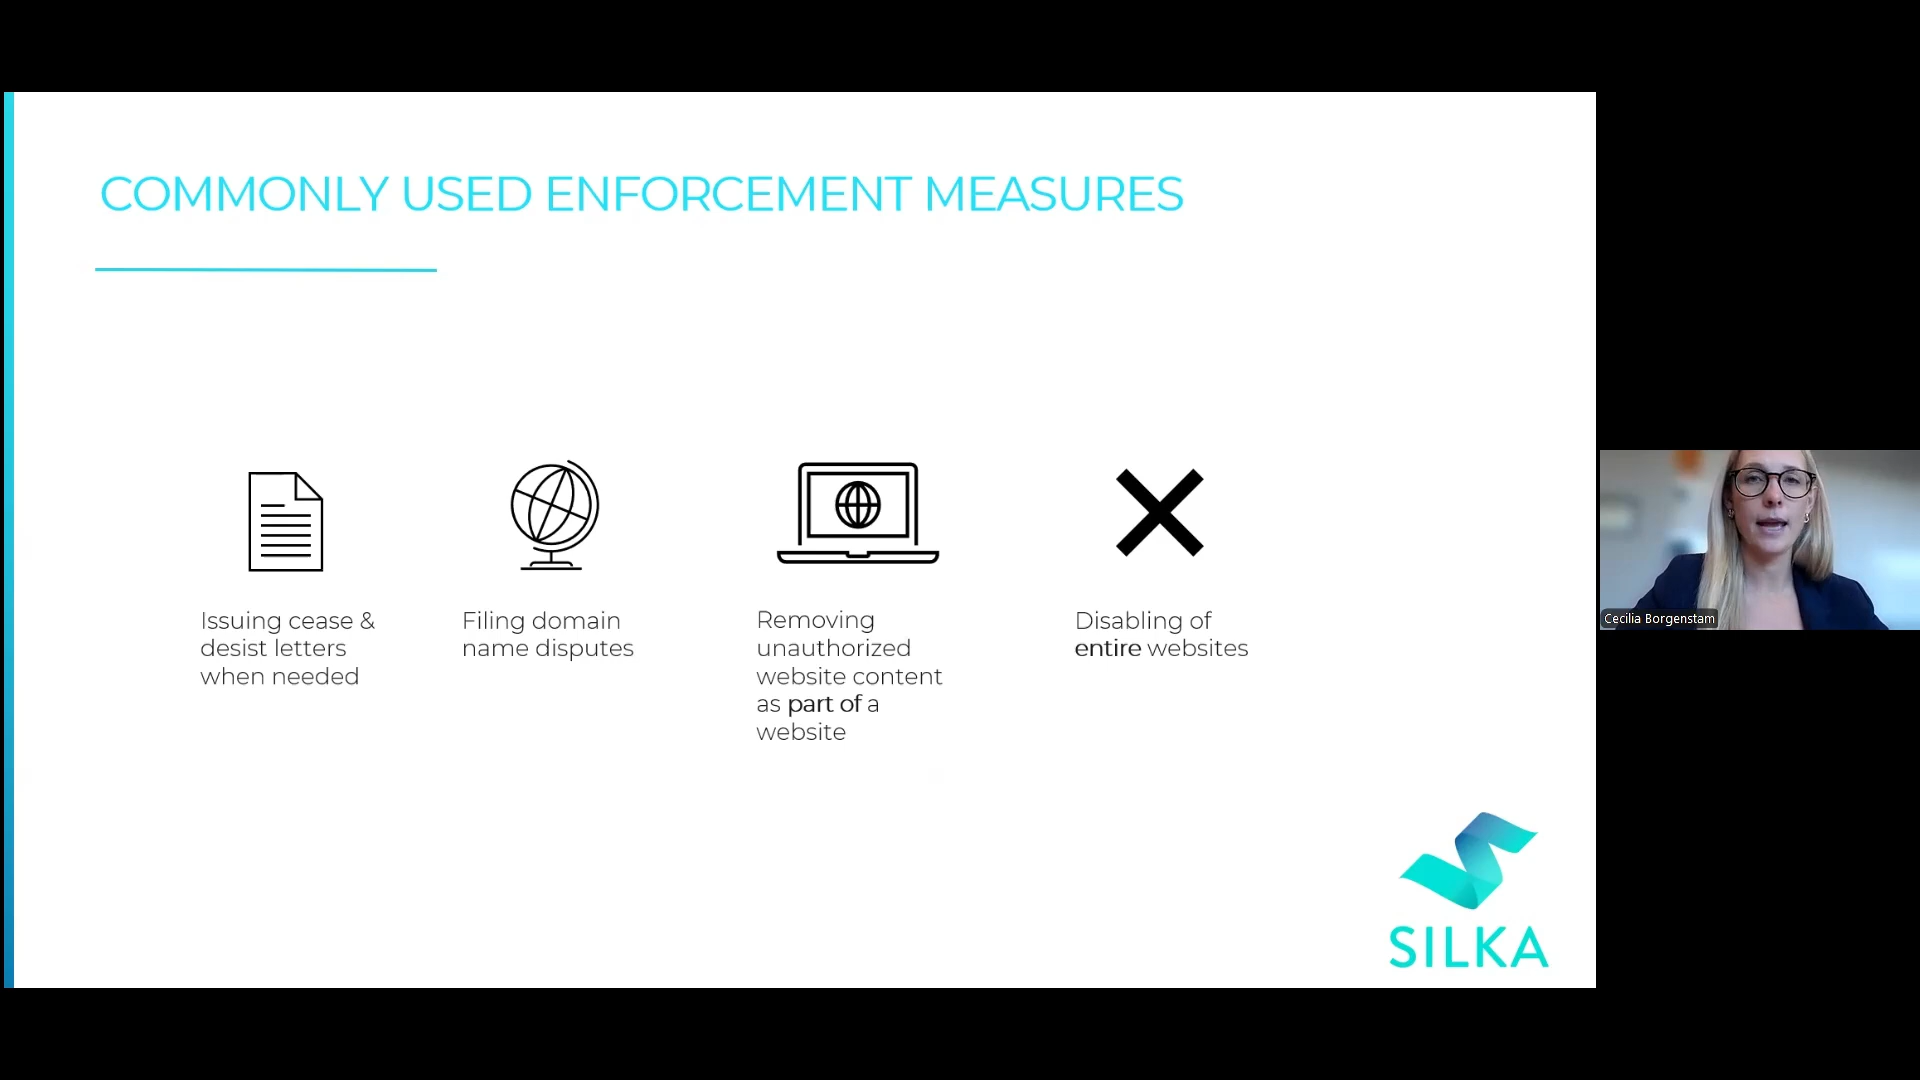 COMMONLY USED ENFORCEMENT MEASURES
Issuing cease &
desist letters
when needed
Filing domain
name disputes
Removing
unauthorized
website content
as part of a
website
Disabling of
entire websites
SILKA
Cecilia Borgenstam